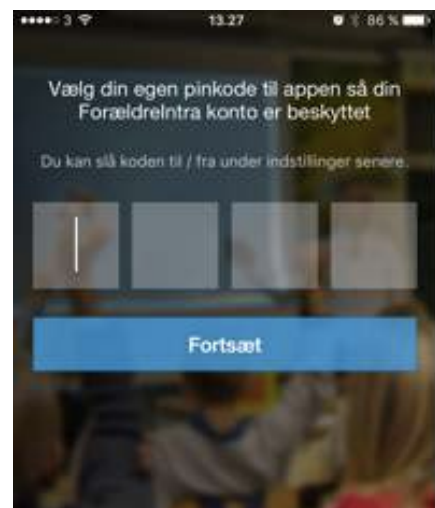 3 13.27 86 %
Vælg din egen pinkode til appen så din
ForældreIntra konto er beskyttet
Du kan slå koden til / fra under indstillinger senere.
Fortsæt